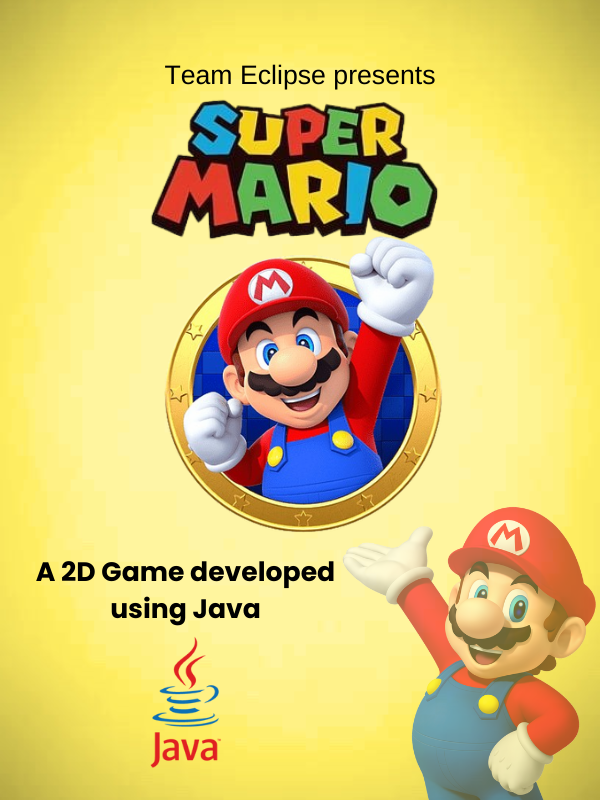 Team Eclipse presents
SUPER
MARIO
M
A 2D Game developed
using Java
M
Java